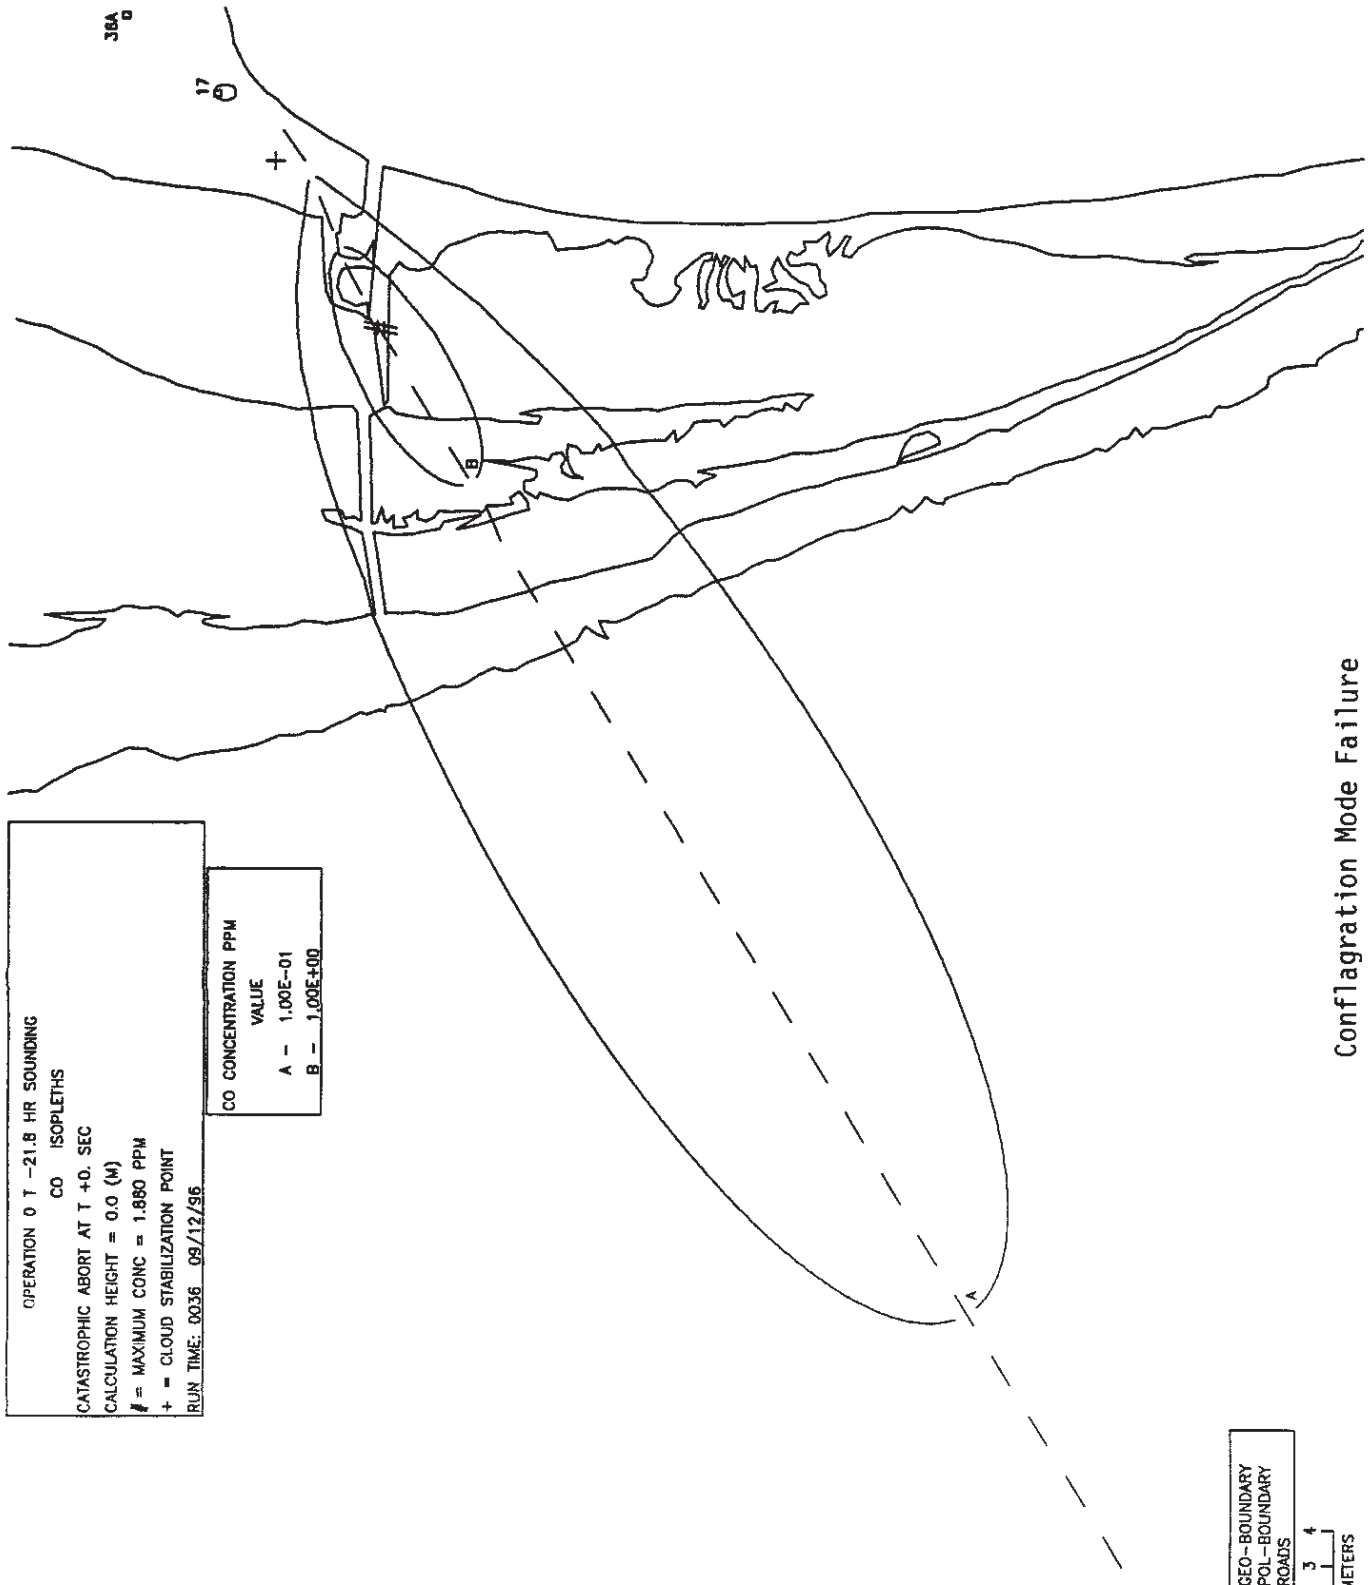 OPERATION 0 T -21.8 HR SOUNDING
CO ISOPLETHS
CATASTROPHIC ABORT AT T +0. SEC
CALCULATION HEIGHT = 0.0 (M)
# = MAXIMUM CONC = 1.880 PPM
+ = CLOUD STABILIZATION POINT
RUN TIME: 0036 09/12/96
CO CONCENTRATION PPM
VALUE
A - 1.00E-01
B - 1.00E+00
38A
17
+
B
A
GEO-BOUNDARY
POL-BOUNDARY
ROADS
3 4
METERS
Conflagration Mode Failure